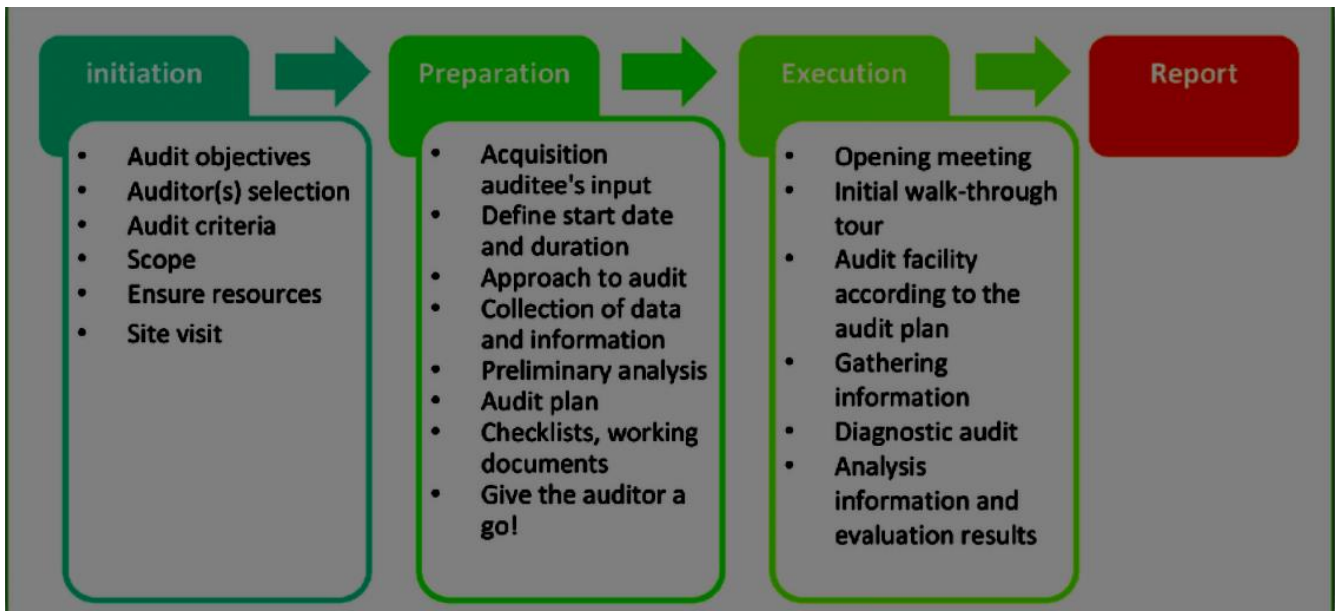 initiation
Preparation
Execution
Report
• Audit objectives
• Auditor(s) selection
• Audit criteria
• Scope
• Ensure resources
• Site visit
• Acquisition
auditee's input
• Define start date
and duration
• Approach to audit
• Collection of data
and information
• Preliminary analysis
• Audit plan
• Checklists, working
documents
• Give the auditor a
go!
• Opening meeting
• Initial walk-through
tour
• Audit facility
according to the
audit plan
• Gathering
information
• Diagnostic audit
• Analysis
information and
evaluation results